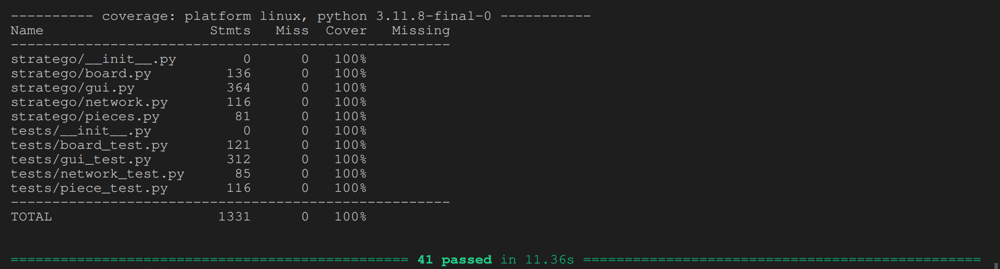 ---------- coverage: platform linux, python 3.11.8-final-0 -----------
Name                    Stmts   Miss  Cover   Missing
-----------------------------------------------------
stratego/__init__.py        0      0   100%
stratego/board.py         136      0   100%
stratego/gui.py           364      0   100%
stratego/network.py       116      0   100%
stratego/pieces.py         81      0   100%
tests/__init__.py           0      0   100%
tests/board_test.py       121      0   100%
tests/gui_test.py         312      0   100%
tests/network_test.py      85      0   100%
tests/piece_test.py       116      0   100%
-----------------------------------------------------
TOTAL                    1331      0   100%
================================================ 41 passed in 11.36s ================================================